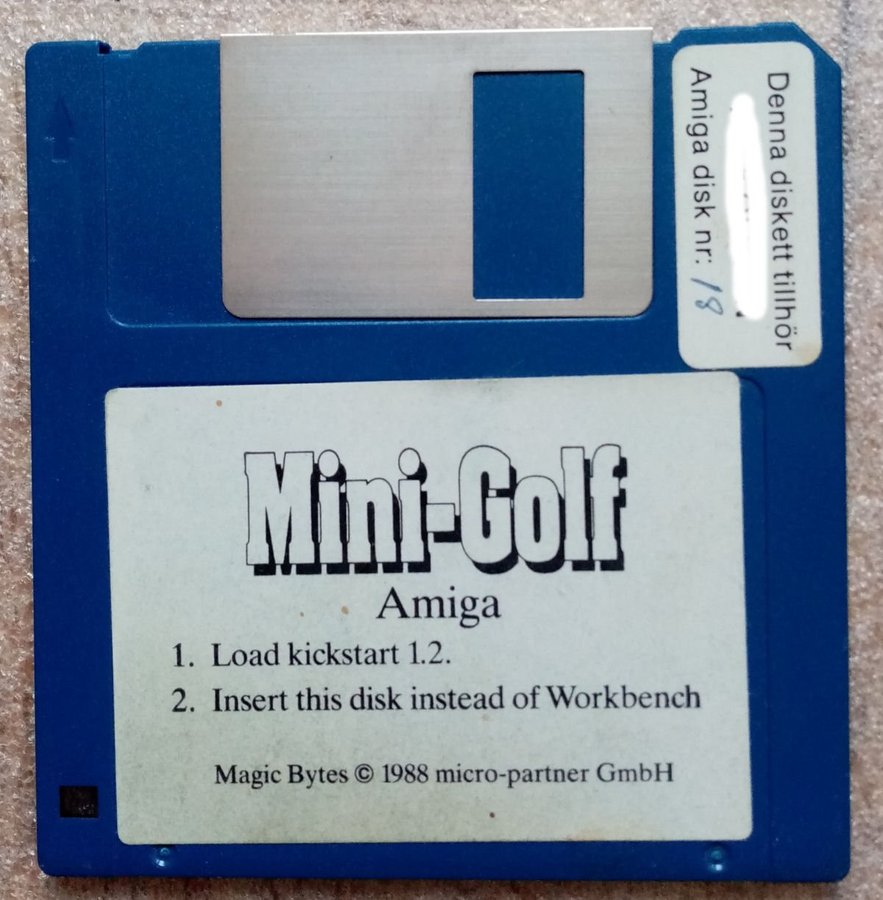 Denna diskett tillhör
Amiga disk nr: 18
Mini-Golf
Amiga
1. Load kickstart 1.2.
2. Insert this disk instead of Workbench
Magic Bytes © 1988 micro-partner GmbH